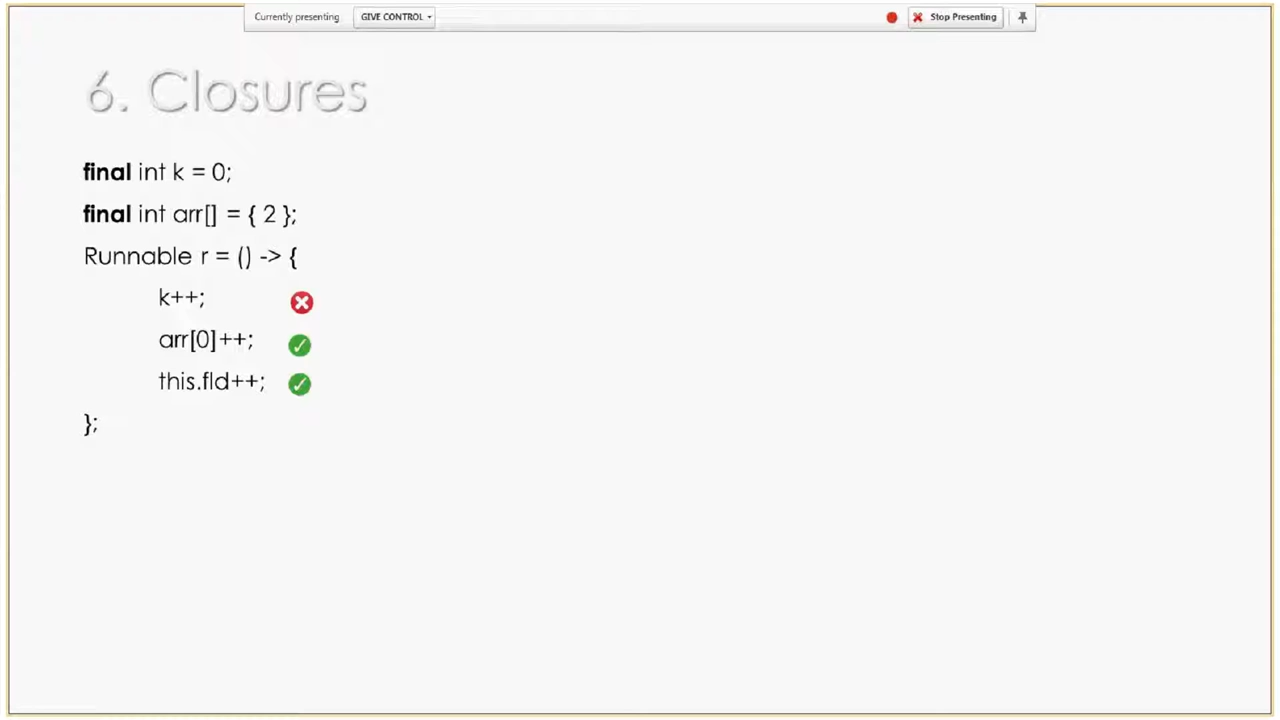 Currently presenting GIVE CONTROL Stop Presenting
6. Closures
final int k = 0;
final int arr[] = { 2 };
Runnable r = () -> {
k++;
arr[0]++;
this.fld++;
};